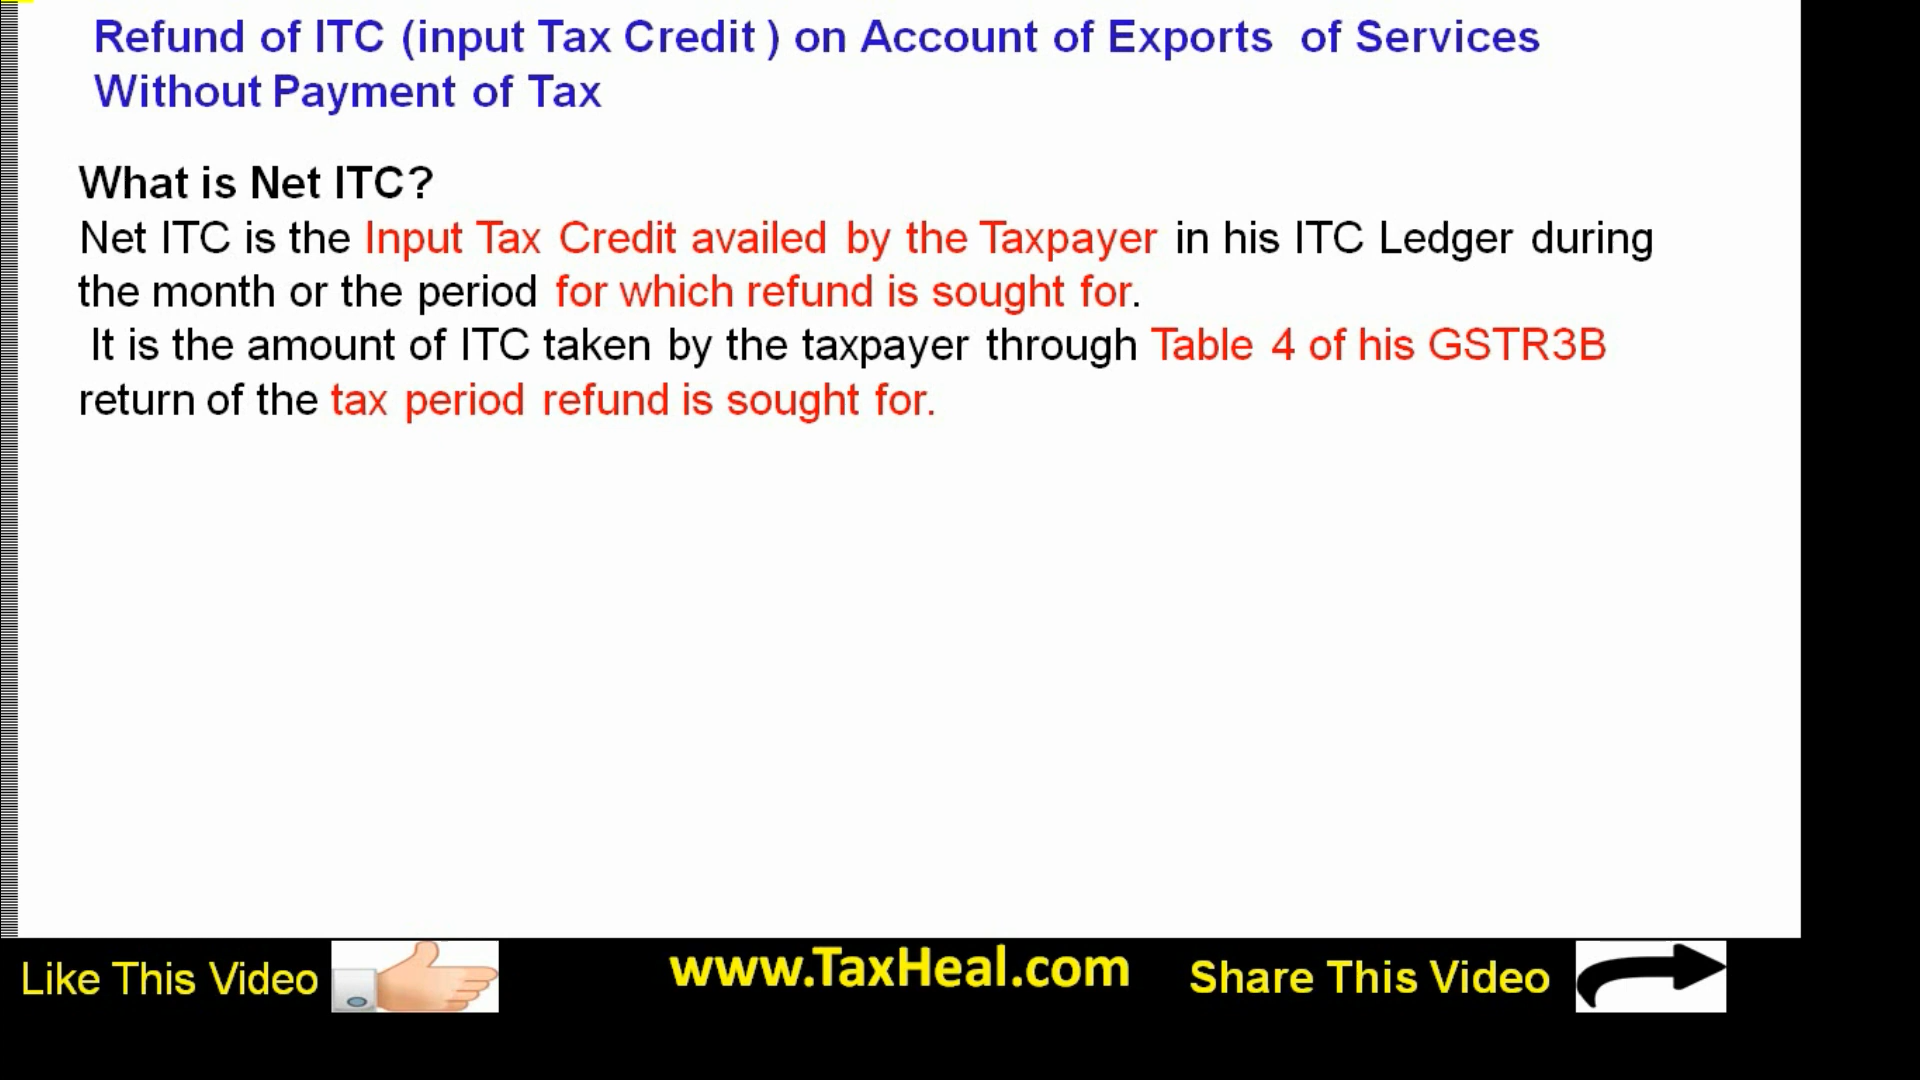 Refund of ITC (input Tax Credit ) on Account of Exports of Services
Without Payment of Tax
What is Net ITC?
Net ITC is the Input Tax Credit availed by the Taxpayer in his ITC Ledger during
the month or the period for which refund is sought for.
It is the amount of ITC taken by the taxpayer through Table 4 of his GSTR3B
return of the tax period refund is sought for.
Like This Video
www.TaxHeal.com
Share This Video